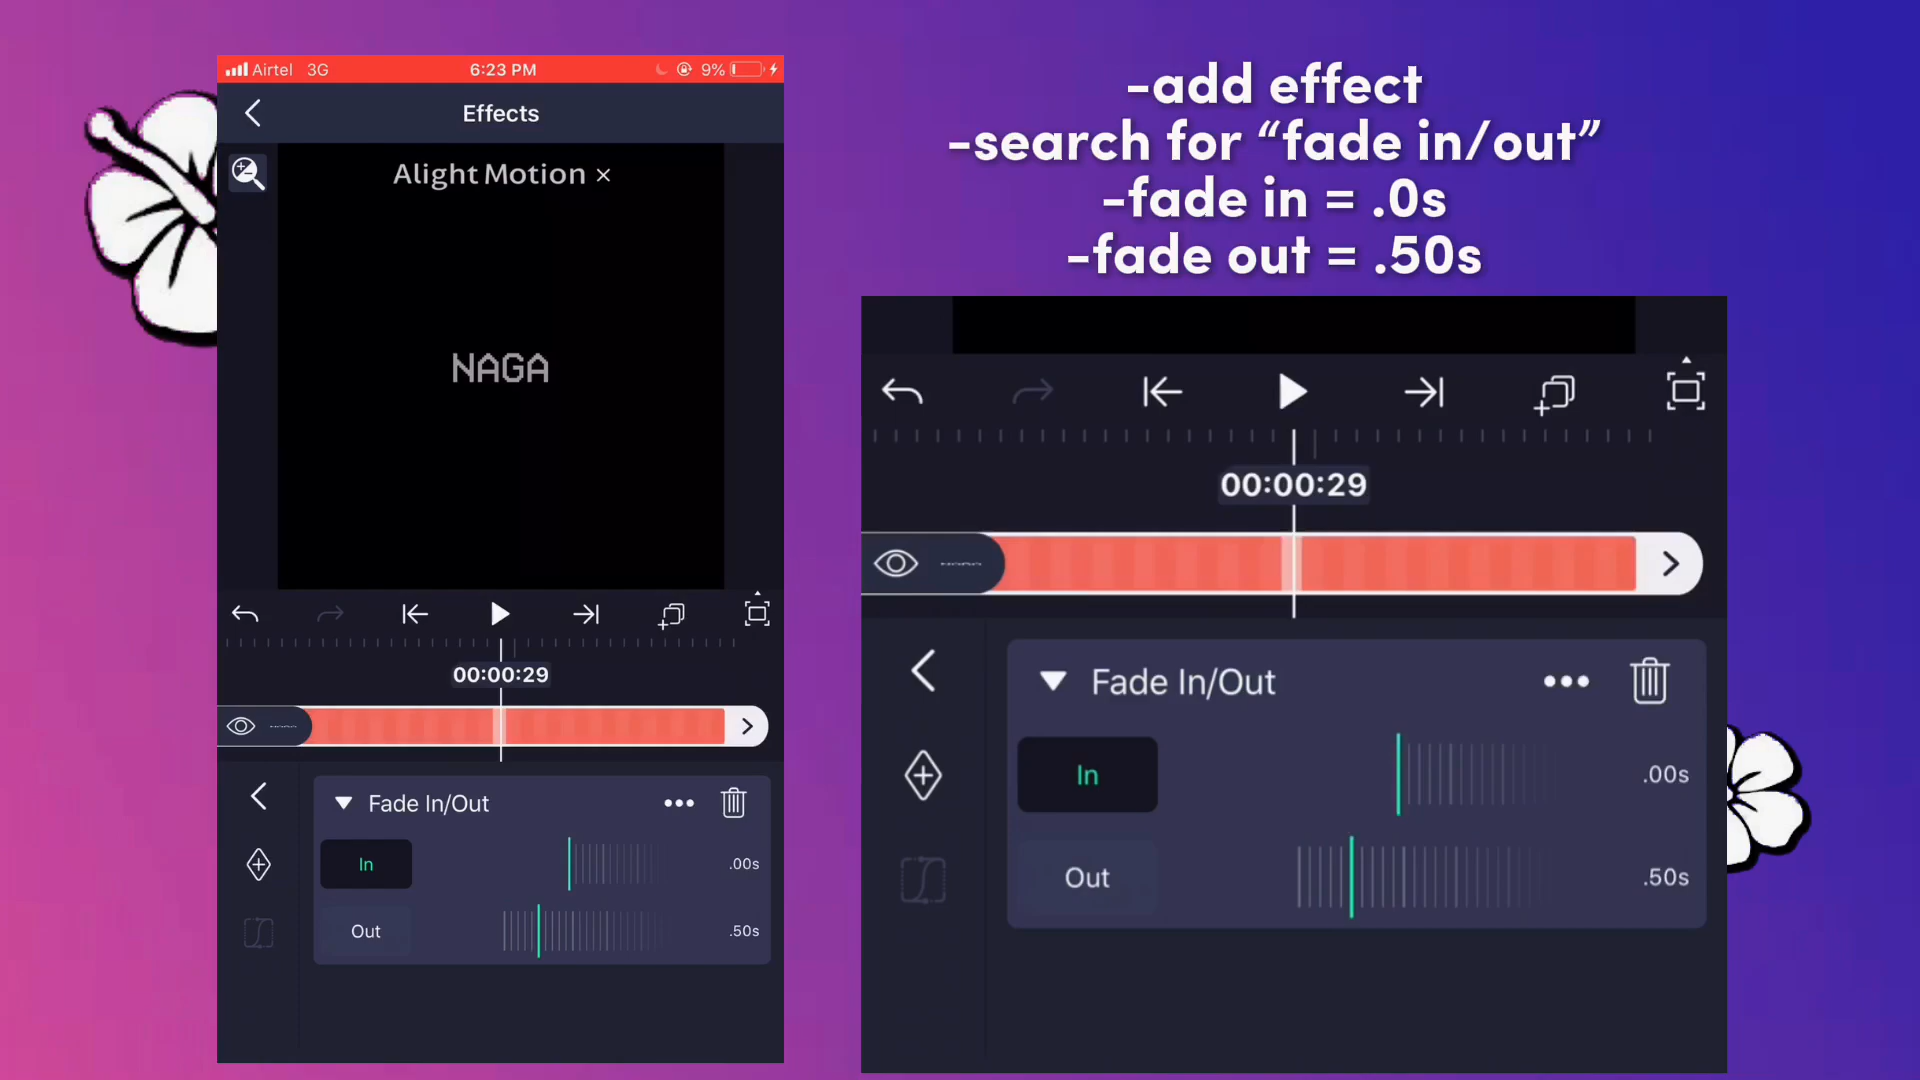 Airtel 3G 6:23 PM 9%
Effects
Alight Motion ×
NAGA
00:00:29
Fade In/Out
In .00s
Out .50s
-add effect
-search for “fade in/out”
-fade in = .0s
-fade out = .50s
00:00:29
Fade In/Out
In .00s
Out .50s